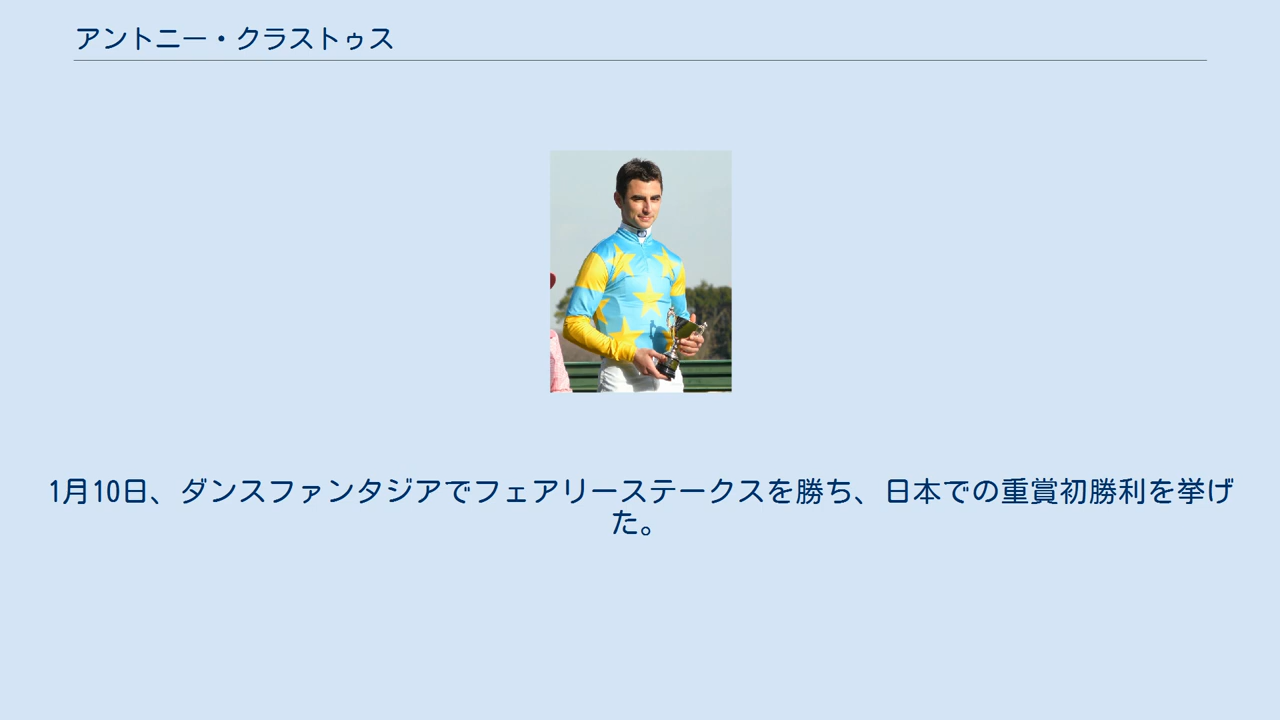 アントニー・クラストゥス
1月10日、ダンスファンタジアでフェアリーステークスを勝ち、日本での重賞初勝利を挙げ
た。